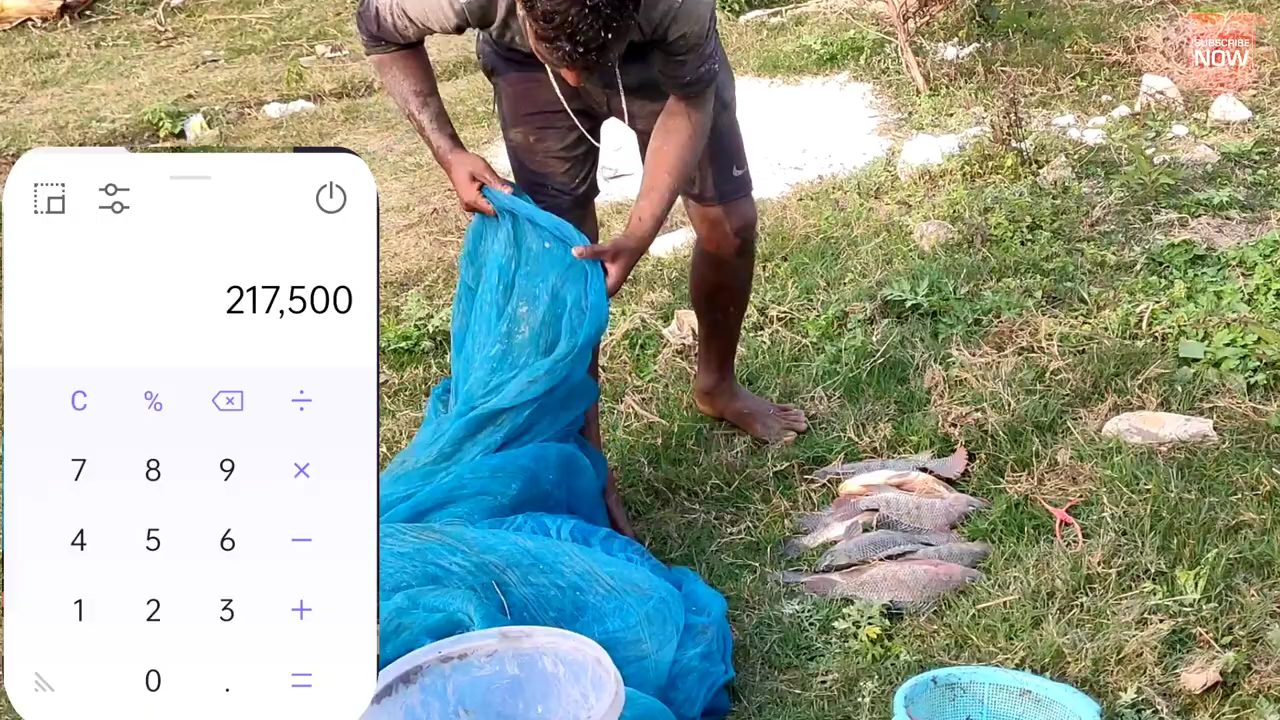 SUBSCRIBE
NOW
217,500
C % ÷
7 8 9 ×
4 5 6 −
1 2 3 +
0 . =